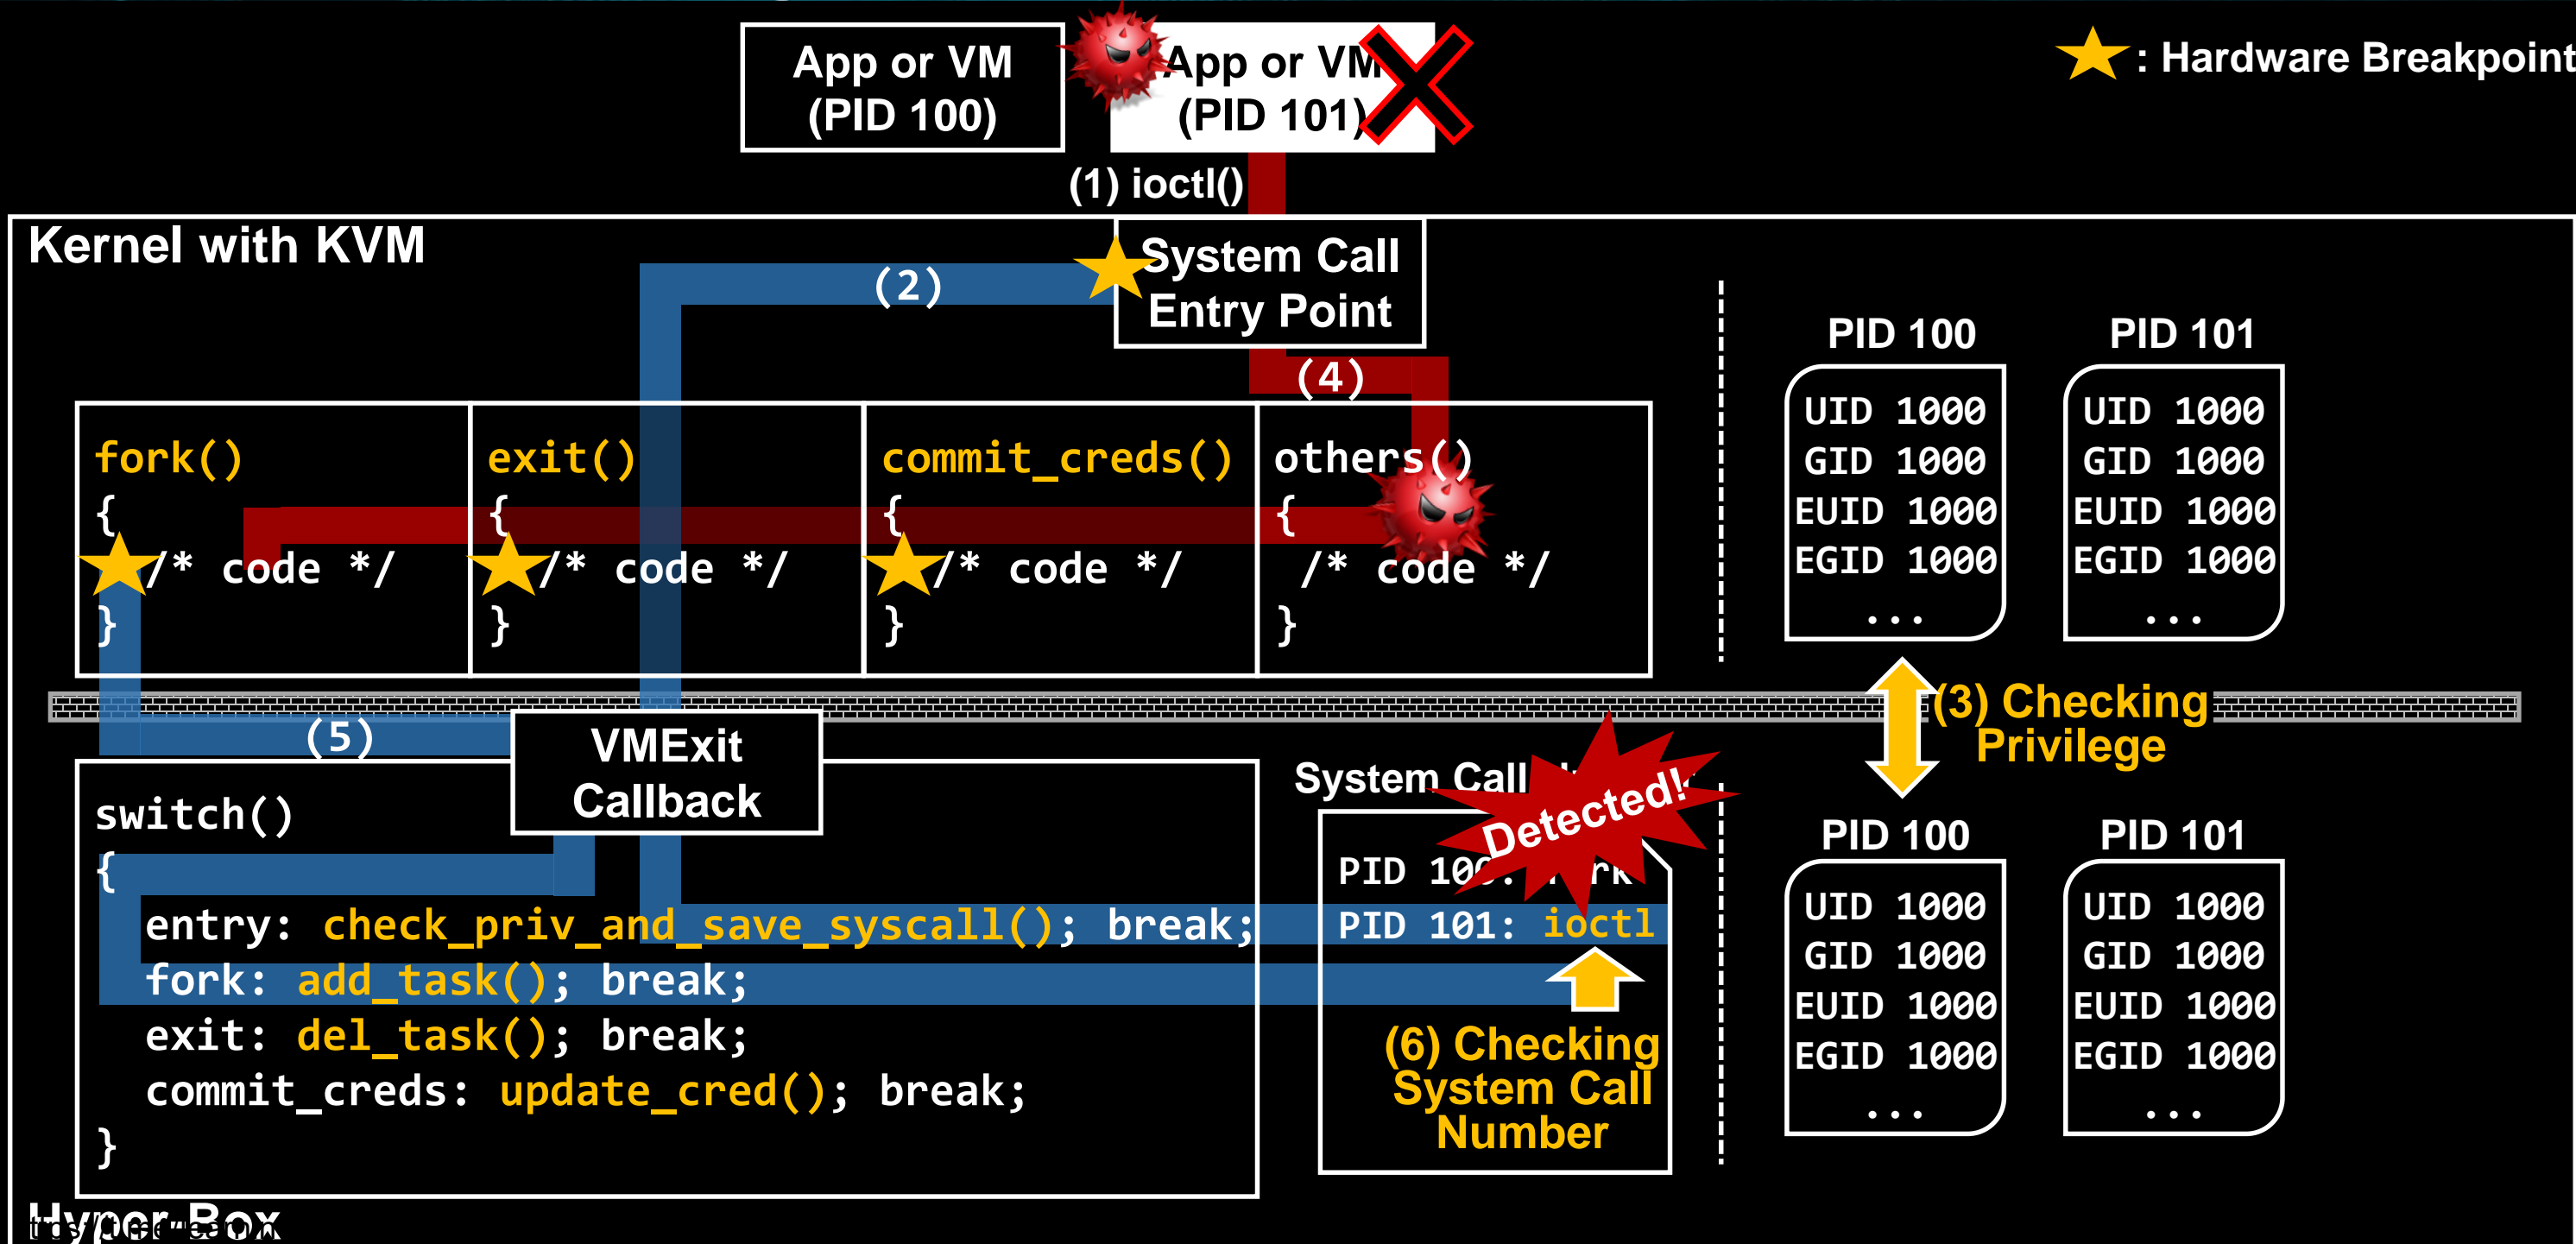 App or VM
(PID 100)
App or VM
(PID 101)
: Hardware Breakpoint
(1) ioctl()
Kernel with KVM
System Call
Entry Point
(2)
(4)
fork()
{
/* code */
}
exit()
{
/* code */
}
commit_creds()
{
/* code */
}
others()
{
/* code */
}
PID 100
UID 1000
GID 1000
EUID 1000
EGID 1000
...
PID 101
UID 1000
GID 1000
EUID 1000
EGID 1000
...
(3) Checking
Privilege
(5)
VMExit
Callback
switch()
{
entry: check_priv_and_save_syscall(); break;
fork: add_task(); break;
exit: del_task(); break;
commit_creds: update_cred(); break;
}
System Call
Detected!
PID 100:
PID 101: ioctl
(6) Checking
System Call
Number
PID 100
UID 1000
GID 1000
EUID 1000
EGID 1000
...
PID 101
UID 1000
GID 1000
EUID 1000
EGID 1000
...
Hyper-Box